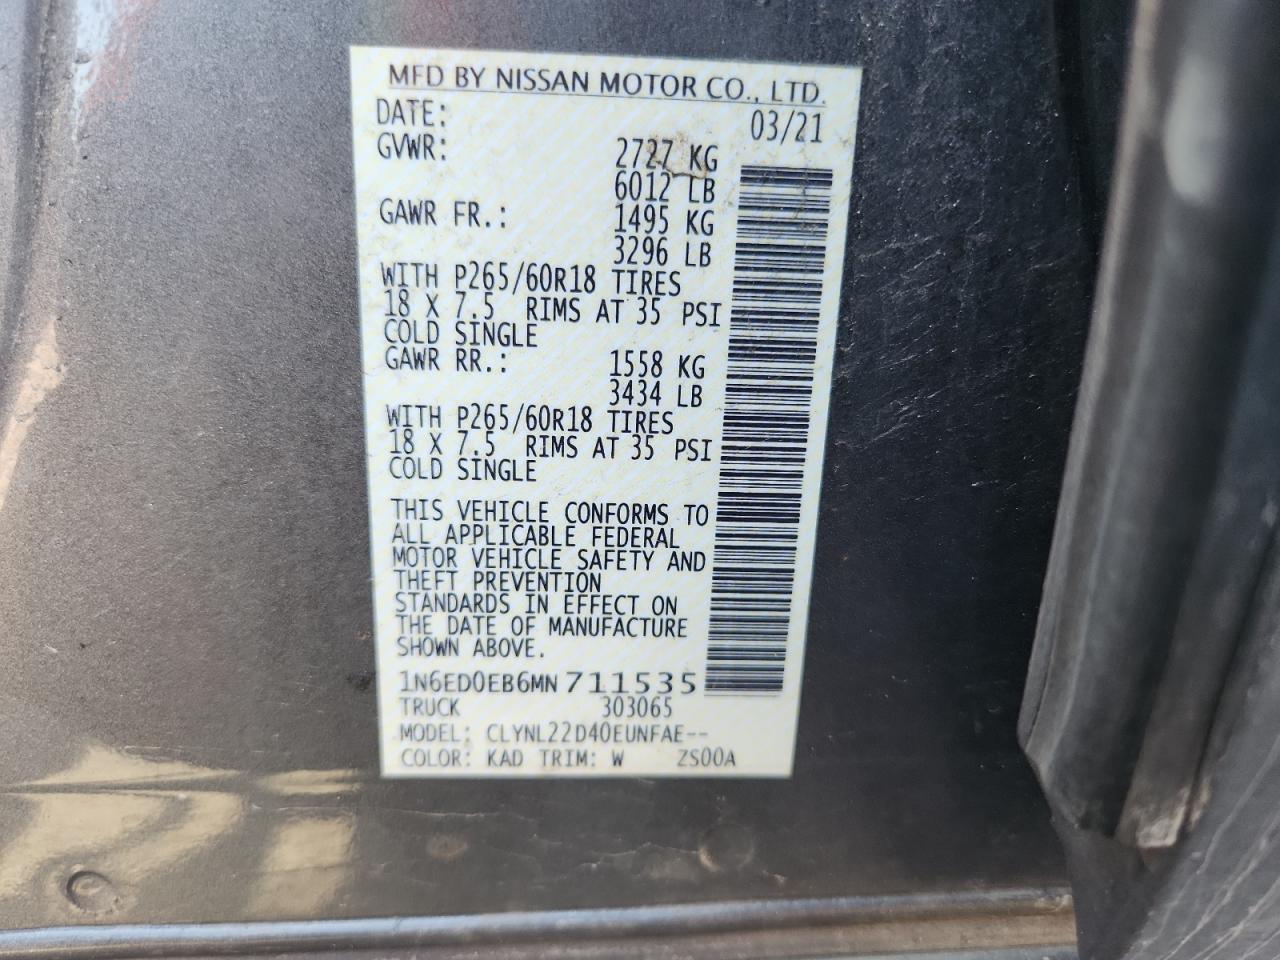 MFD BY NISSAN MOTOR CO., LTD.
DATE: 03/21
GVWR: 2727 KG
6012 LB
GAWR FR.: 1495 KG
3296 LB
WITH P265/60R18 TIRES
18 X 7.5 RIMS AT 35 PSI
COLD SINGLE
GAWR RR.: 1558 KG
3434 LB
WITH P265/60R18 TIRES
18 X 7.5 RIMS AT 35 PSI
COLD SINGLE
THIS VEHICLE CONFORMS TO
ALL APPLICABLE FEDERAL
MOTOR VEHICLE SAFETY AND
THEFT PREVENTION
STANDARDS IN EFFECT ON
THE DATE OF MANUFACTURE
SHOWN ABOVE.
1N6ED0EB6MN711535
TRUCK 303065
MODEL: CLYNL22D40EUNFAE--
COLOR: KAD TRIM: W ZS00A